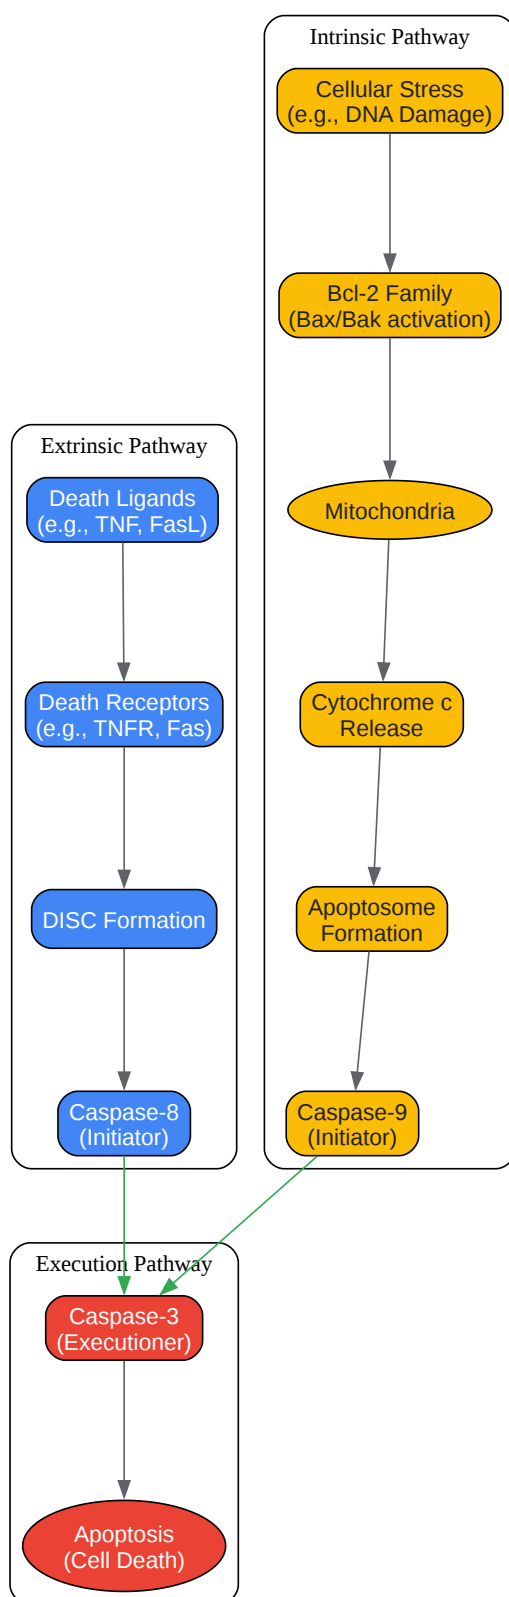 Intrinsic Pathway
Cellular Stress
(e.g., DNA Damage)
Bcl-2 Family
(Bax/Bak activation)
Mitochondria
Cytochrome c
Release
Apoptosome
Formation
Caspase-9
(Initiator)
Extrinsic Pathway
Death Ligands
(e.g., TNF, FasL)
Death Receptors
(e.g., TNFR, Fas)
DISC Formation
Caspase-8
(Initiator)
Execution Pathway
Caspase-3
(Executioner)
Apoptosis
(Cell Death)